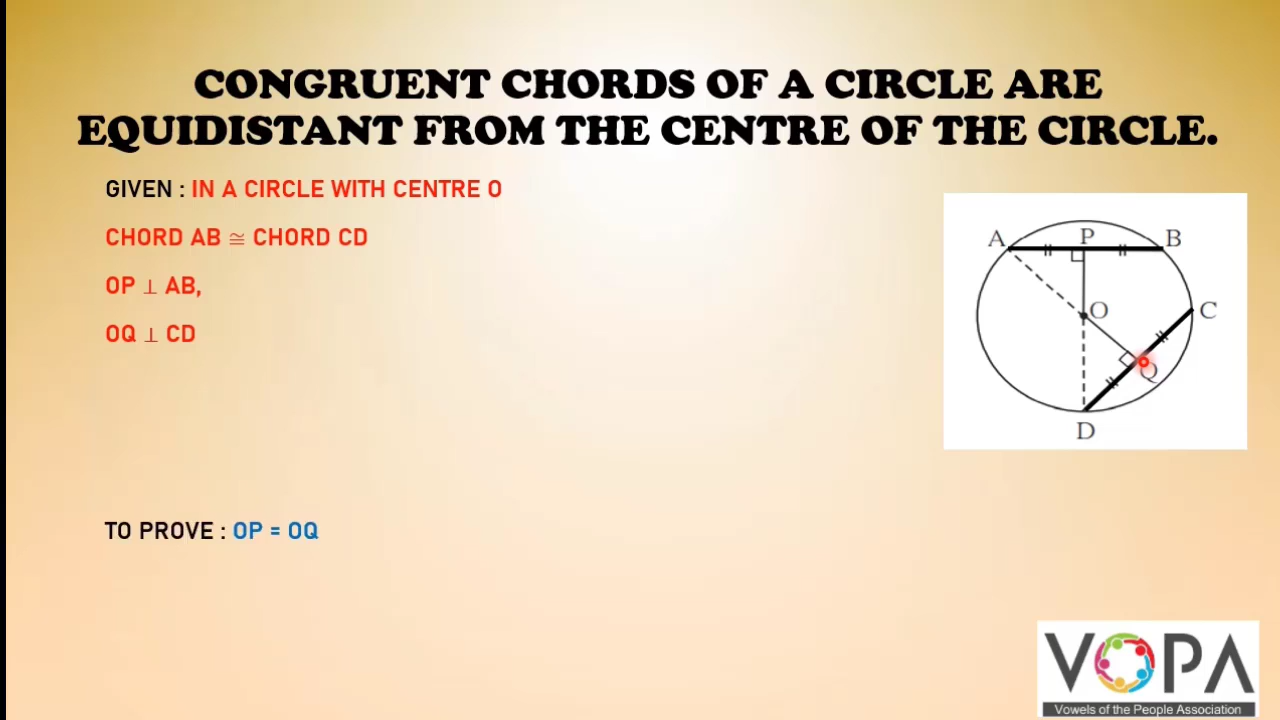 CONGRUENT CHORDS OF A CIRCLE ARE
EQUIDISTANT FROM THE CENTRE OF THE CIRCLE.
GIVEN : IN A CIRCLE WITH CENTRE O
CHORD AB ≅ CHORD CD
OP ⊥ AB,
OQ ⊥ CD
A P B
O C
Q
D
TO PROVE : OP = OQ
VOPA
Vowels of the People Association